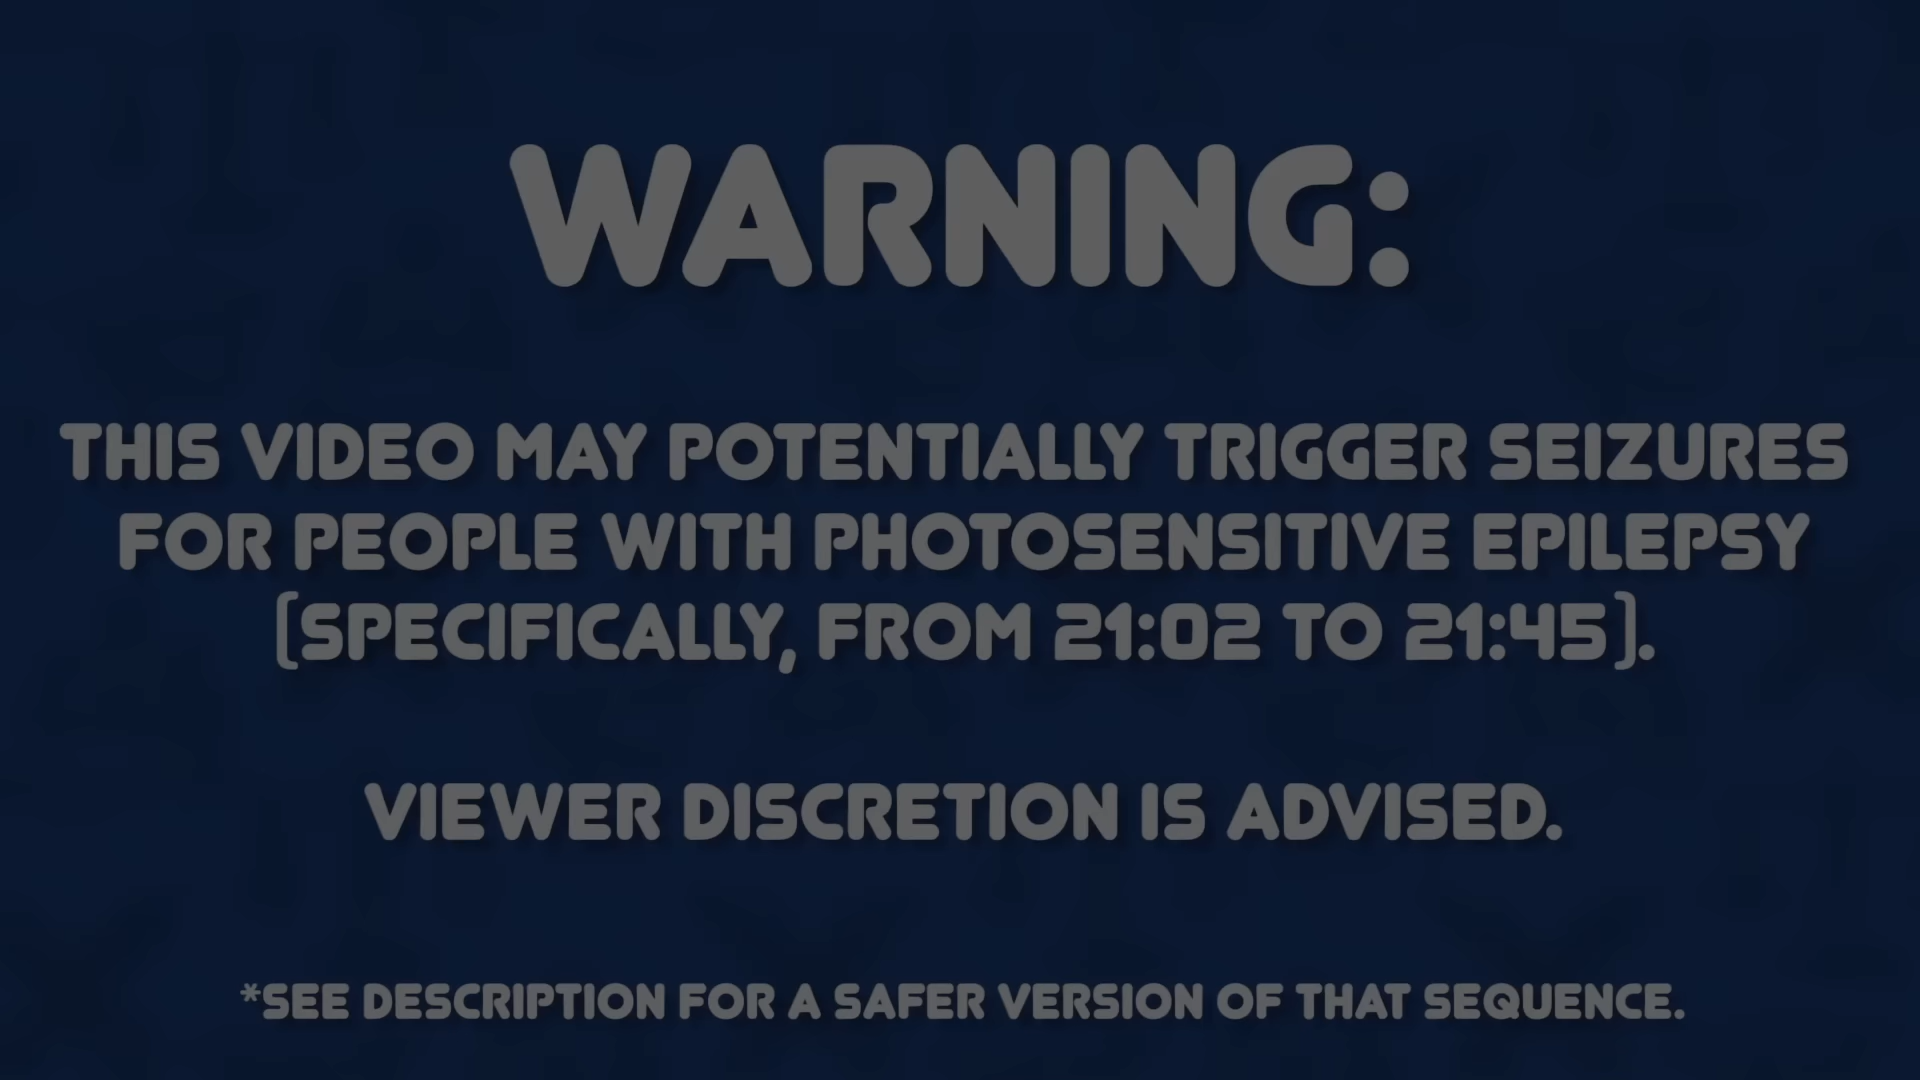 WARNING:
THIS VIDEO MAY POTENTIALLY TRIGGER SEIZURES
FOR PEOPLE WITH PHOTOSENSITIVE EPILEPSY
(SPECIFICALLY, FROM 21:02 TO 21:45).
VIEWER DISCRETION IS ADVISED.
*SEE DESCRIPTION FOR A SAFER VERSION OF THAT SEQUENCE.